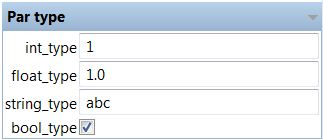 Par type
int_type 1
float_type 1.0
string_type abc
bool_type